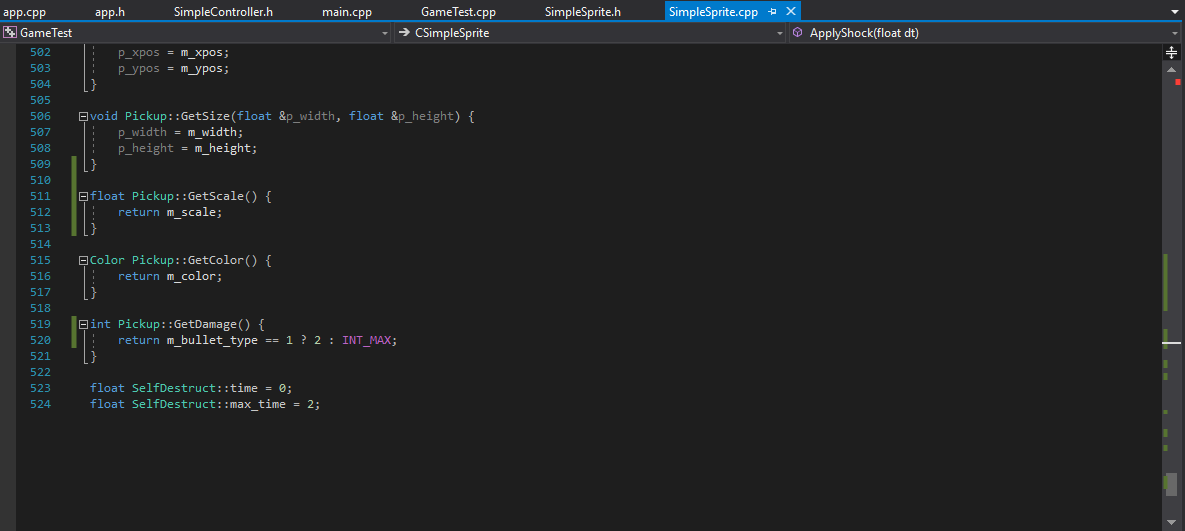 app.cpp app.h SimpleController.h main.cpp GameTest.cpp SimpleSprite.h SimpleSprite.cpp
GameTest CSimpleSprite ApplyShock(float dt)
502 p_xpos = m_xpos;
503 p_ypos = m_ypos;
504 }
505
506 void Pickup::GetSize(float &p_width, float &p_height) {
507 p_width = m_width;
508 p_height = m_height;
509 }
510
511 float Pickup::GetScale() {
512 return m_scale;
513 }
514
515 Color Pickup::GetColor() {
516 return m_color;
517 }
518
519 int Pickup::GetDamage() {
520 return m_bullet_type == 1 ? 2 : INT_MAX;
521 }
522
523 float SelfDestruct::time = 0;
524 float SelfDestruct::max_time = 2;